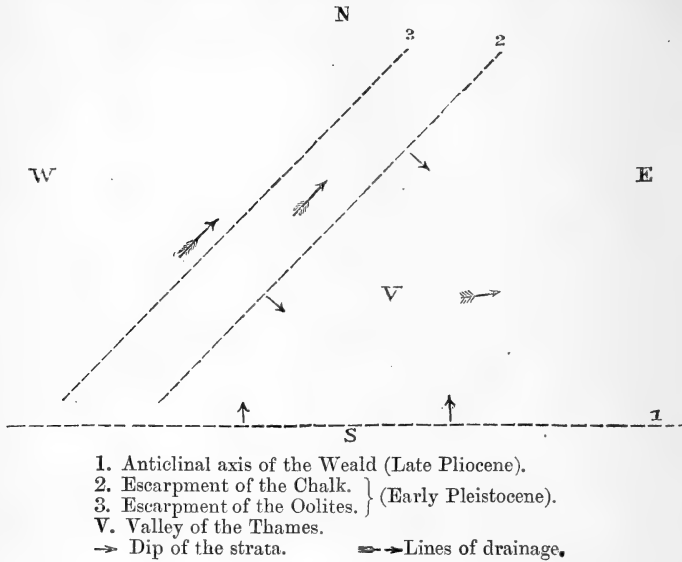 N
3
2
W
E
V
1
S
1. Anticlinal axis of the Weald (Late Pliocene).
2. Escarpment of the Chalk.
3. Escarpment of the Oolites.
(Early Pleistocene).
V. Valley of the Thames.
Dip of the strata. Lines of drainage.